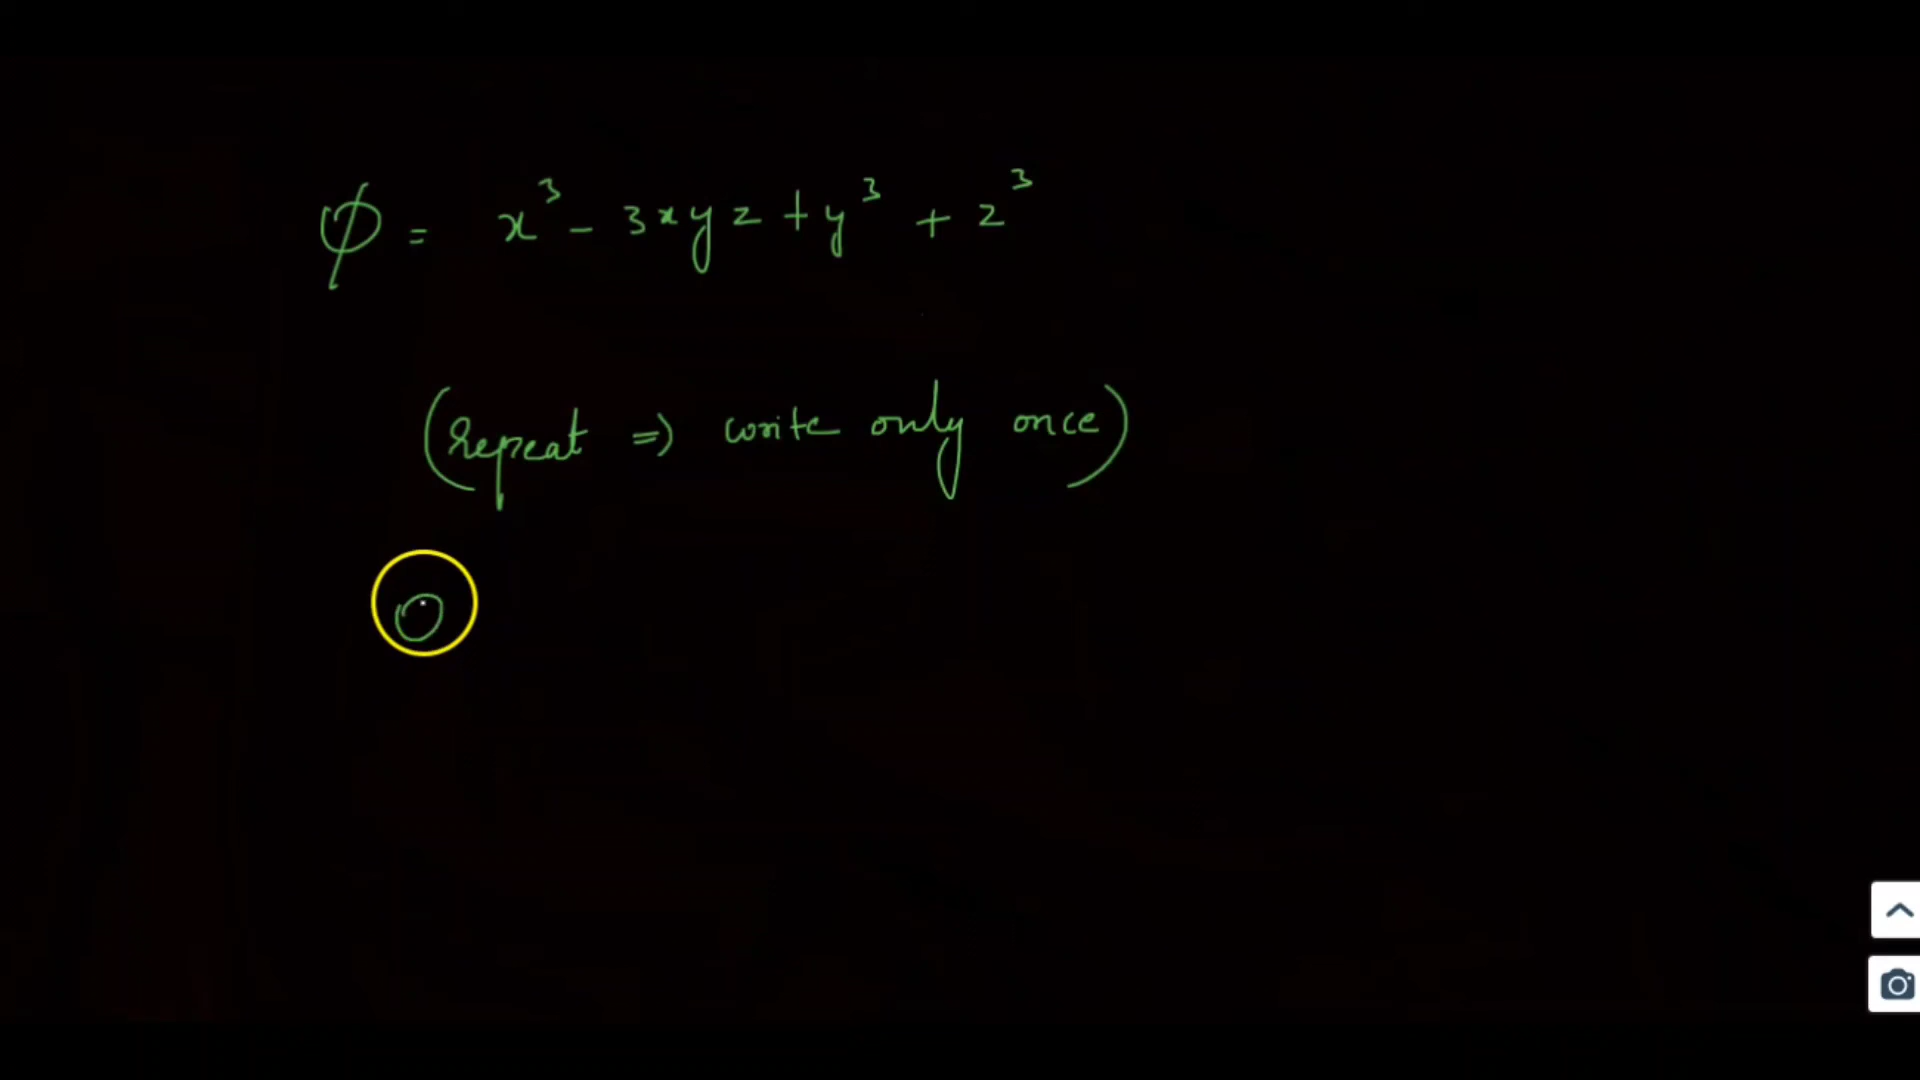 φ = x³ - 3xyz + y³ + z³
(repeat ⇒ write only once)